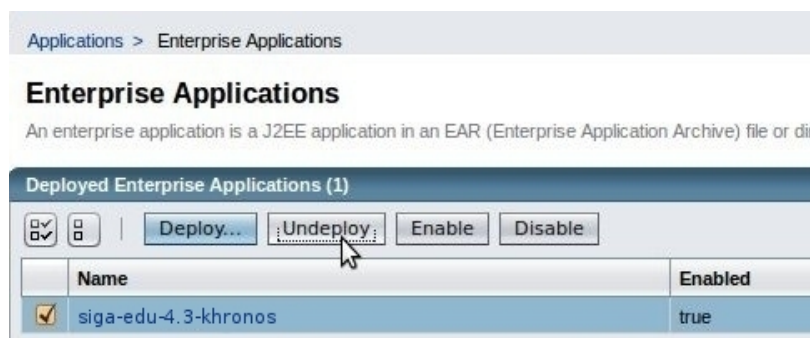 Applications > Enterprise Applications
Enterprise Applications
An enterprise application is a J2EE application in an EAR (Enterprise Application Archive) file or
Deployed Enterprise Applications (1)
Deploy... Undeploy Enable Disable
Name Enabled
siga-edu-4.3-khronos true